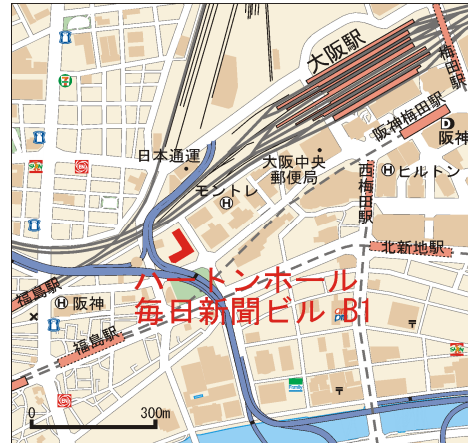 大阪駅
梅田駅
阪神梅田駅
D
阪神
日本通運
大阪中央
郵便局
モントレ
H
H ヒルトン
西梅田駅
北新地駅
ハートンホール
毎日新聞ビル B1
福島駅
H 阪神
福島駅
〒
Family
〒
0 300m